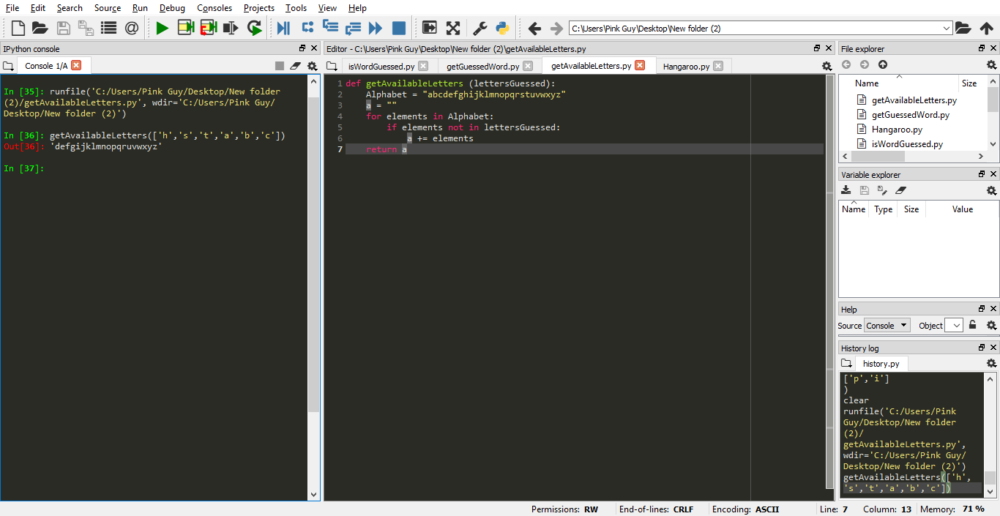 File Edit Search Source Run Debug Consoles Projects Tools View Help
C:\Users\Pink Guy\Desktop\New folder (2)
IPython console
Console 1/A
In [35]: runfile('C:/Users/Pink Guy/Desktop/New folder
(2)/getAvailableLetters.py', wdir='C:/Users/Pink Guy/
Desktop/New folder (2)')
In [36]: getAvailableLetters(['h','s','t','a','b','c'])
Out[36]: 'defgijklmnopqruvwxyz'
In [37]:
Editor - C:\Users\Pink Guy\Desktop\New folder (2)\getAvailableLetters.py
isWordGuessed.py getGuessedWord.py getAvailableLetters.py Hangaroo.py
1 def getAvailableLetters (lettersGuessed):
2     Alphabet = "abcdefghijklmnopqrstuvwxyz"
3     a = ""
4     for elements in Alphabet:
5         if elements not in lettersGuessed:
6             a += elements
7     return a
File explorer
Name Size
getAvailableLetters.py
getGuessedWord.py
Hangaroo.py
isWordGuessed.py
Variable explorer
Name Type Size Value
Help
Source Console Object
History log
history.py
['p','i']
)
clear
runfile('C:/Users/Pink
Guy/Desktop/New folder
(2)/
getAvailableLetters.py',
wdir='C:/Users/Pink Guy/
Desktop/New folder (2)')
getAvailableLetters(['h',
's','t','a','b','c'])
Permissions: RW End-of-lines: CRLF Encoding: ASCII Line: 7 Column: 13 Memory: 71 %